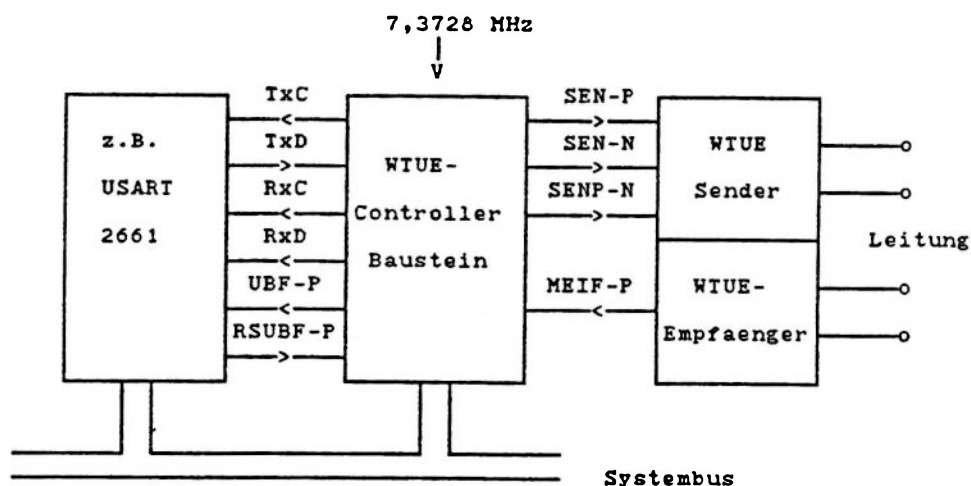 7,3728 MHz
V
TxC
SEN-P
z.B.
TxD
WTUE-
SEN-N
WTUE
USART
RxC
Controller
SENP-N
Sender
2661
RxD
Baustein
Leitung
UBF-P
MEIF-P
WTUE-
RSUBF-P
Empfaenger
Systembus